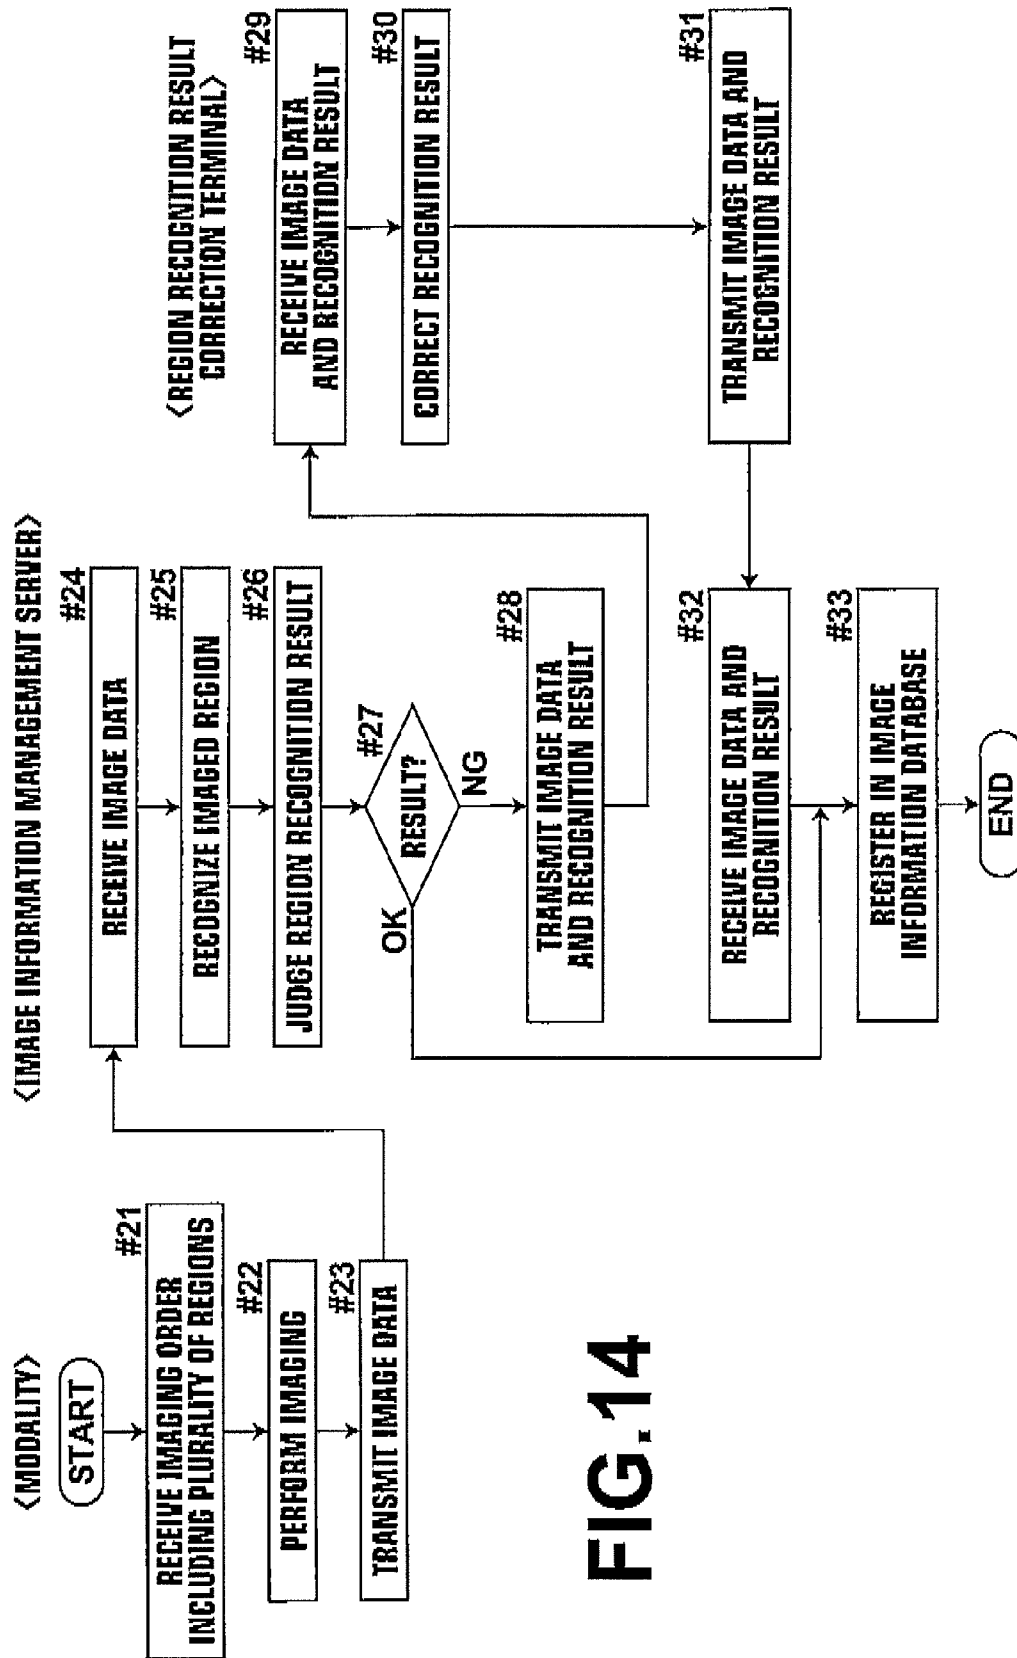 <MODALITY>
START
#21
RECEIVE IMAGING ORDER
INCLUDING PLURALITY OF REGIONS
#22
PERFORM IMAGING
#23
TRANSMIT IMAGE DATA
<IMAGE INFORMATION MANAGEMENT SERVER>
#24
RECEIVE IMAGE DATA
#25
RECOGNIZE IMAGED REGION
#26
JUDGE REGION RECOGNITION RESULT
#27
RESULT?
OK
NG
#28
TRANSMIT IMAGE DATA
AND RECOGNITION RESULT
<REGION RECOGNITION RESULT
CORRECTION TERMINAL>
#29
RECEIVE IMAGE DATA
AND RECOGNITION RESULT
#30
CORRECT RECOGNITION RESULT
#31
TRANSMIT IMAGE DATA AND
RECOGNITION RESULT
#32
RECEIVE IMAGE DATA AND
RECOGNITION RESULT
#33
REGISTER IN IMAGE
INFORMATION DATABASE
END
FIG.14